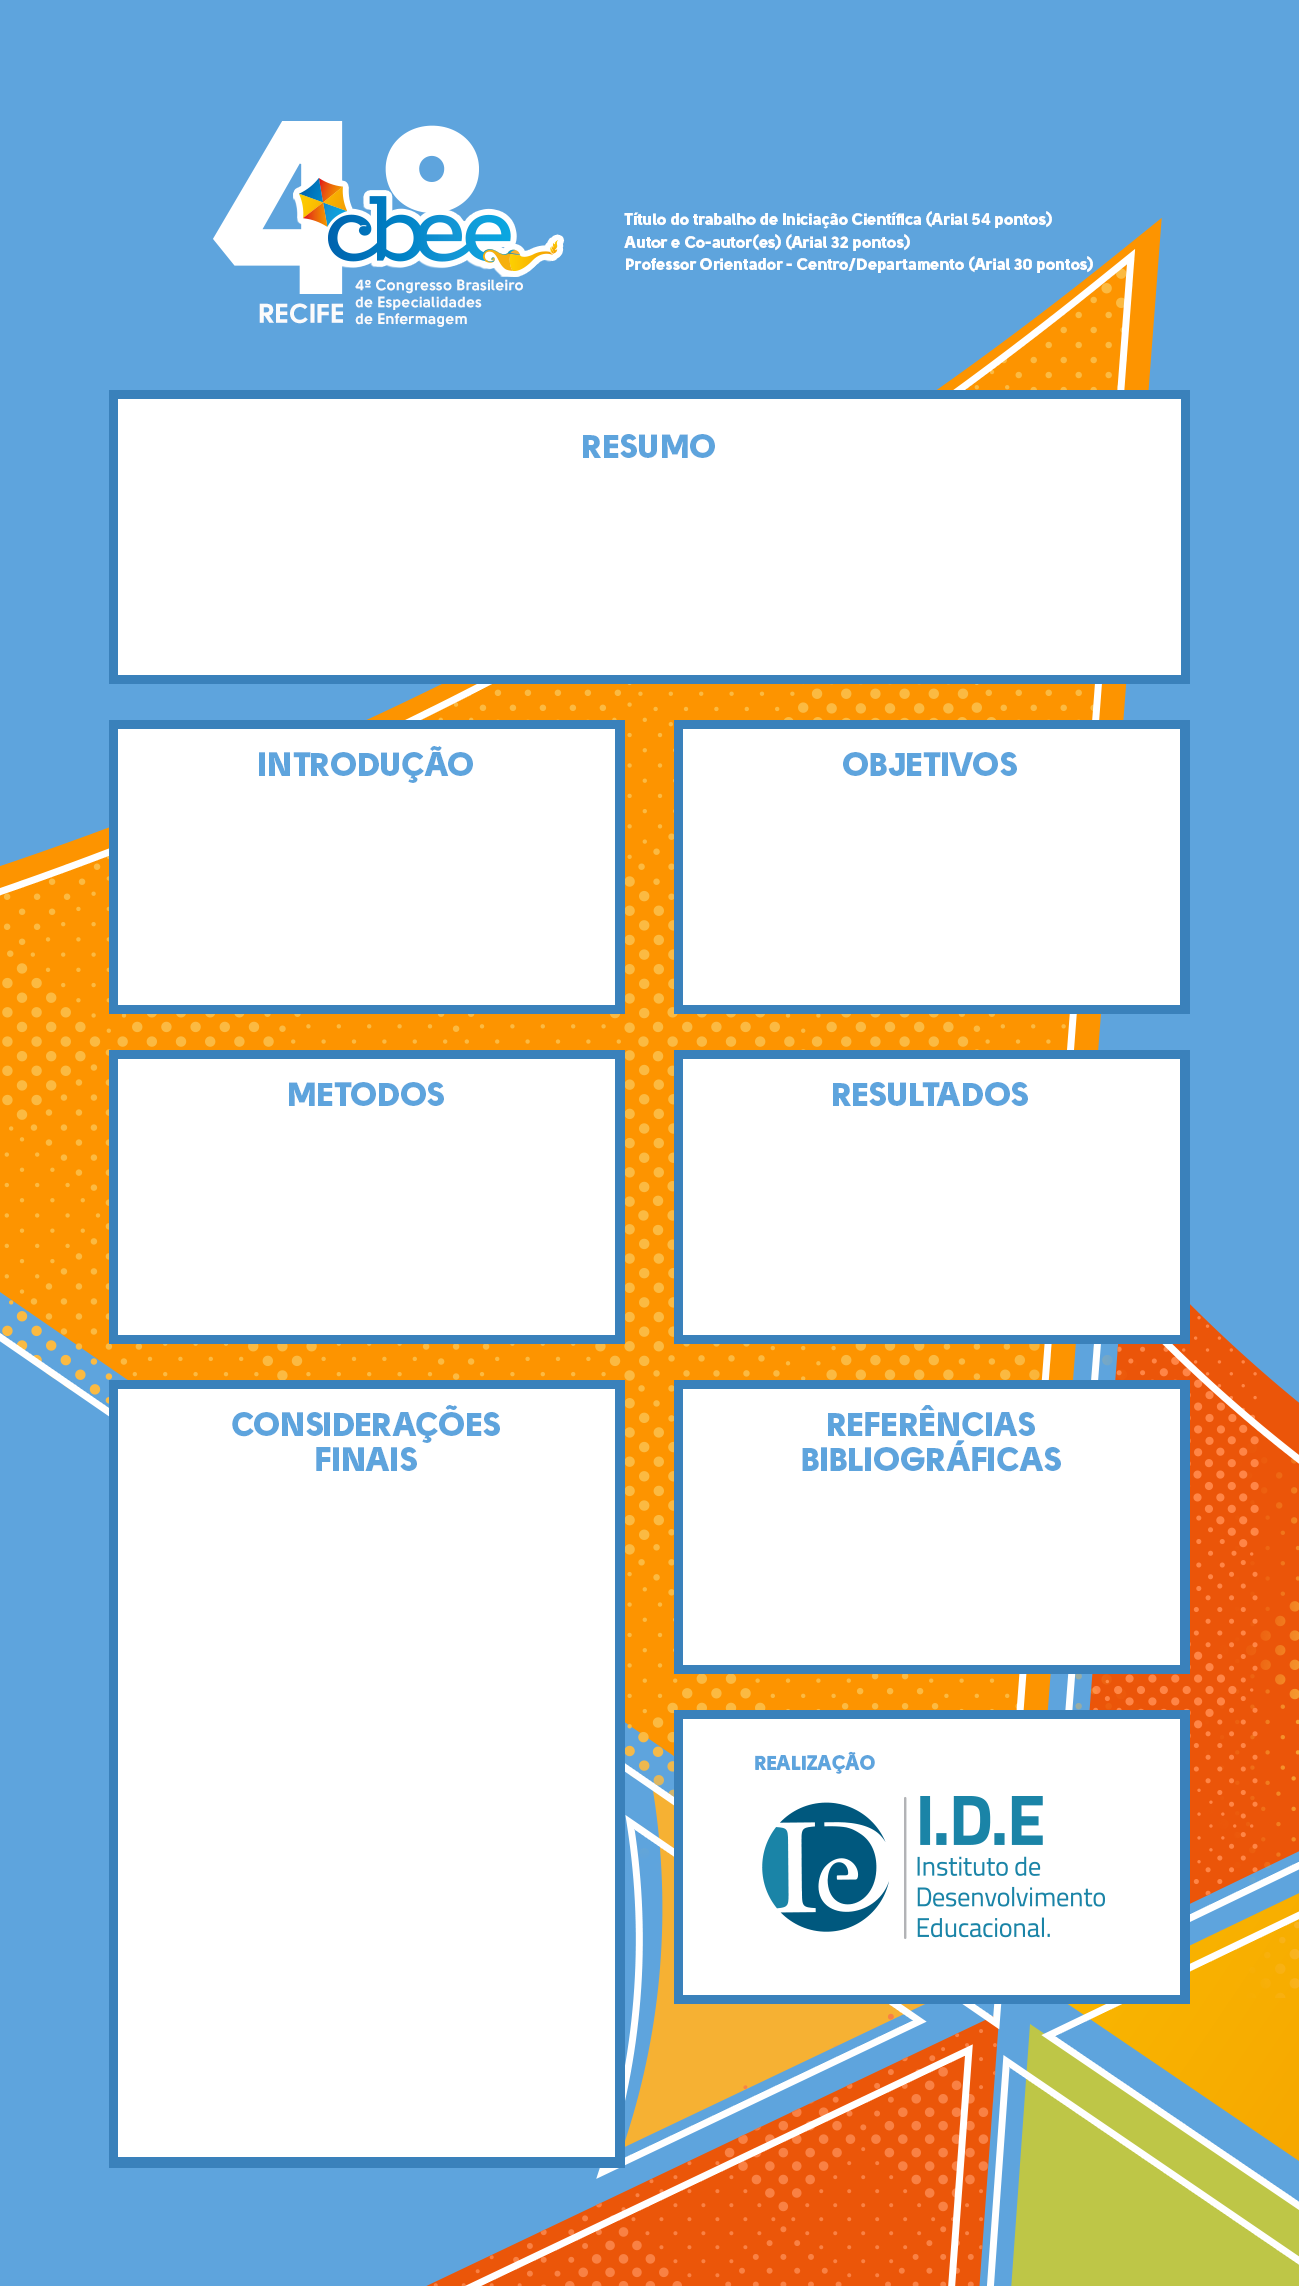 4º
cbee
RECIFE
4º Congresso Brasileiro
de Especialidades
de Enfermagem
Título do trabalho de Iniciação Científica (Arial 54 pontos)
Autor e Co-autor(es) (Arial 32 pontos)
Professor Orientador - Centro/Departamento (Arial 30 pontos)
RESUMO
INTRODUÇÃO
OBJETIVOS
METODOS
RESULTADOS
CONSIDERAÇÕES
FINAIS
REFERÊNCIAS
BIBLIOGRÁFICAS
REALIZAÇÃO
IDe
I.D.E
Instituto de
Desenvolvimento
Educacional.